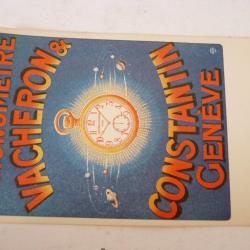 VACHERON &
CONSTANTIN
GENÈVE